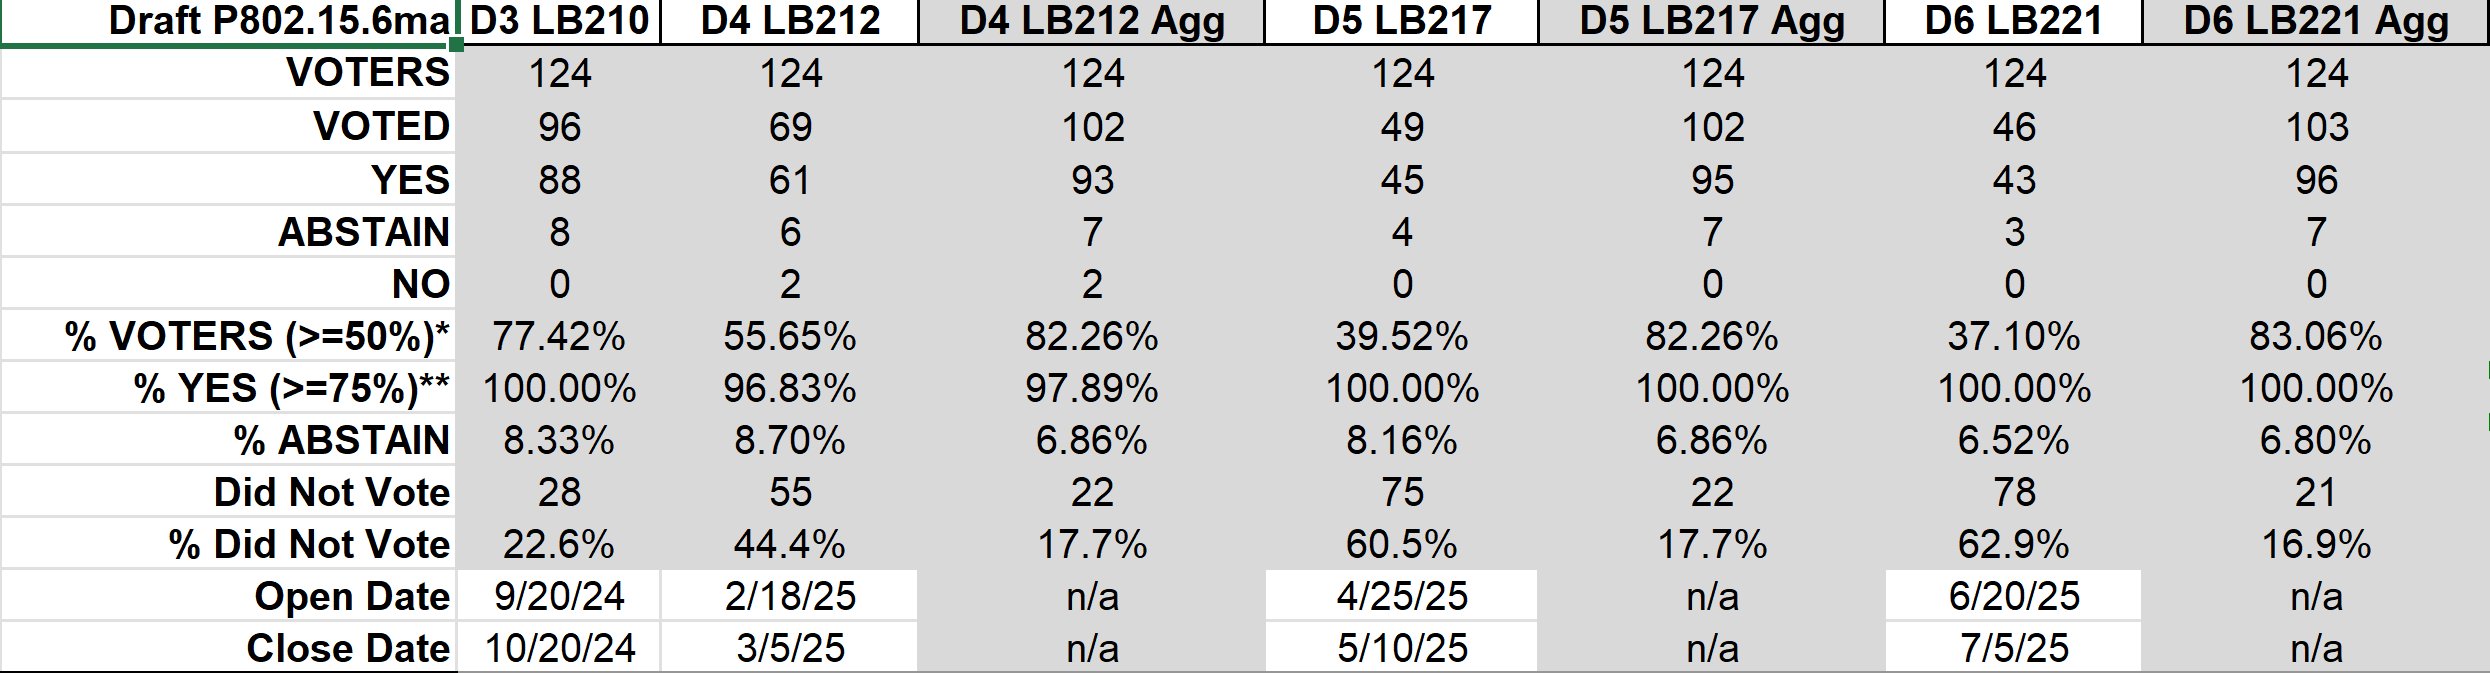 Draft P802.15.6ma D3 LB210 D4 LB212 D4 LB212 Agg D5 LB217 D5 LB217 Agg D6 LB221 D6 LB221 Agg
VOTERS 124 124 124 124 124 124 124
VOTED 96 69 102 49 102 46 103
YES 88 61 93 45 95 43 96
ABSTAIN 8 6 7 4 7 3 7
NO 0 2 2 0 0 0 0
% VOTERS (>=50%)* 77.42% 55.65% 82.26% 39.52% 82.26% 37.10% 83.06%
% YES (>=75%)** 100.00% 96.83% 97.89% 100.00% 100.00% 100.00% 100.00%
% ABSTAIN 8.33% 8.70% 6.86% 8.16% 6.86% 6.52% 6.80%
Did Not Vote 28 55 22 75 22 78 21
% Did Not Vote 22.6% 44.4% 17.7% 60.5% 17.7% 62.9% 16.9%
Open Date 9/20/24 2/18/25 n/a 4/25/25 n/a 6/20/25 n/a
Close Date 10/20/24 3/5/25 n/a 5/10/25 n/a 7/5/25 n/a